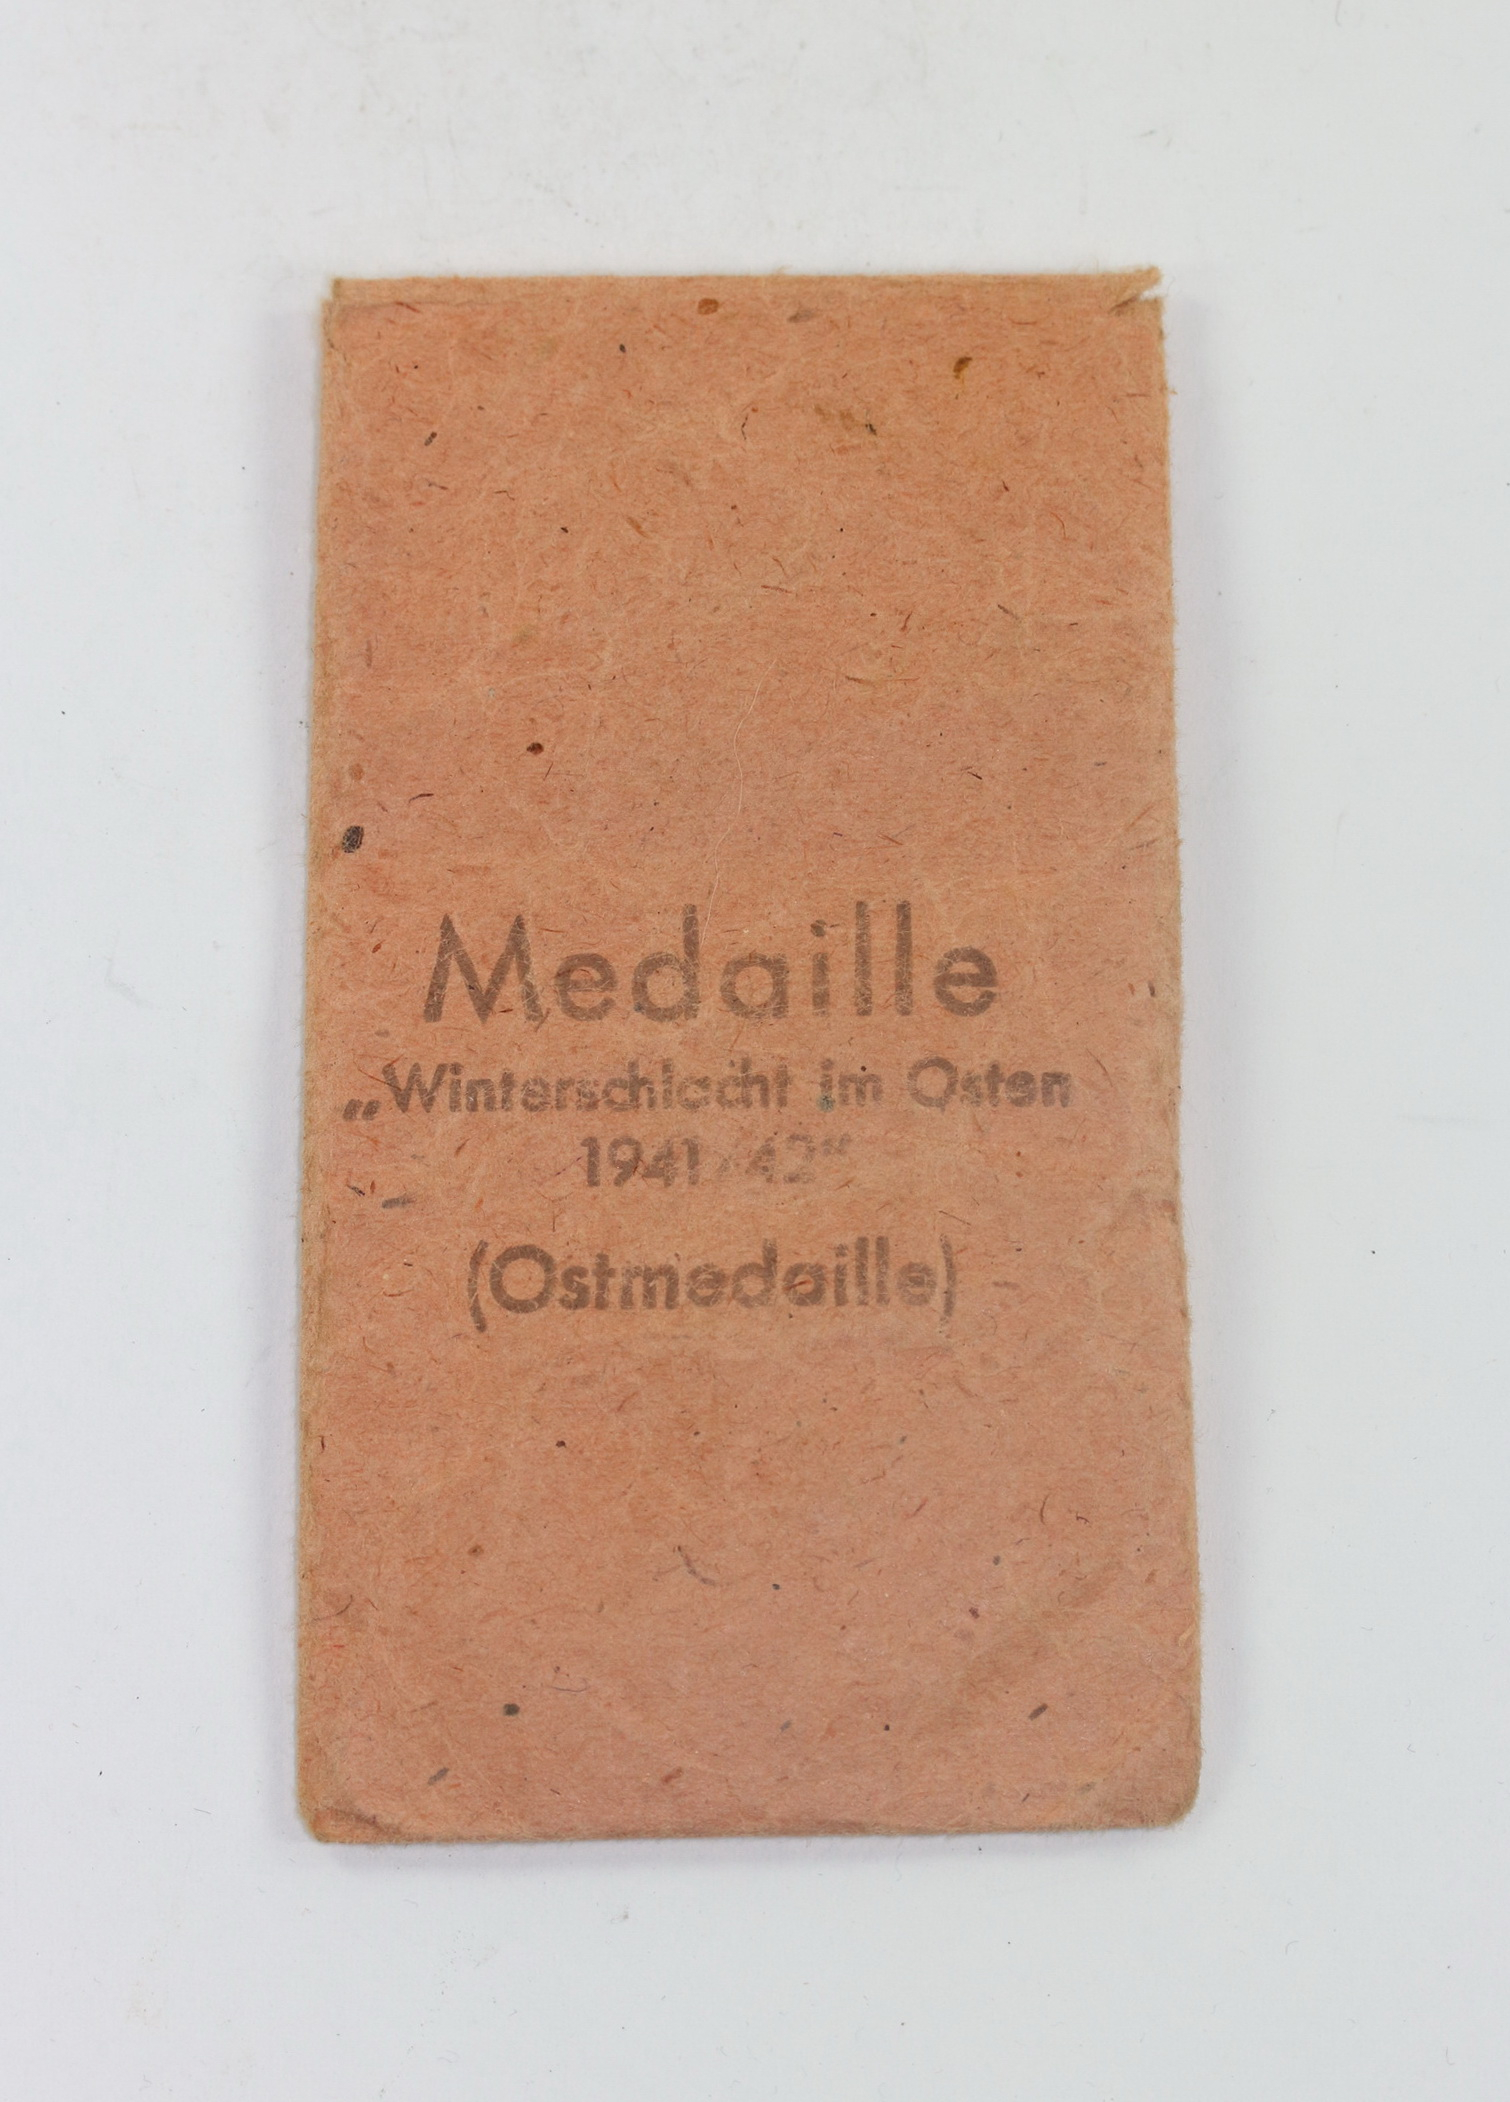 Medaille
„Winterschlacht im Osten
1941/42“
(Ostmedaille)